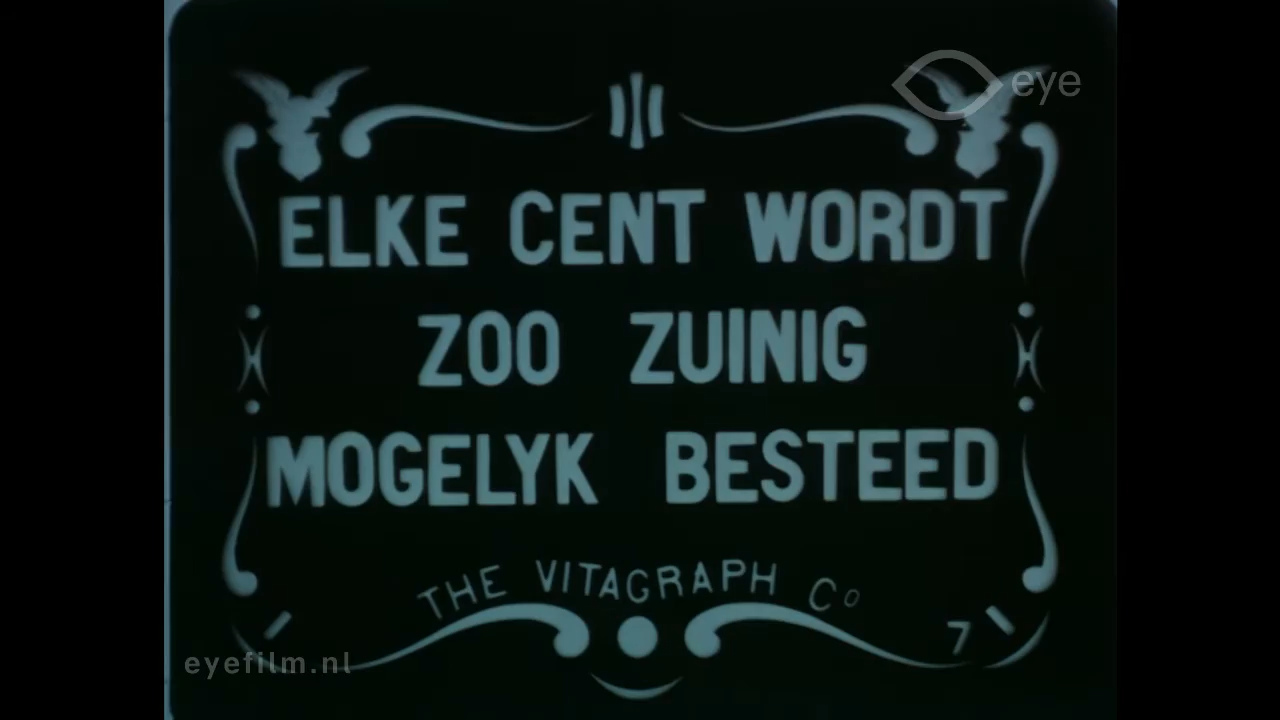 eye
ELKE CENT WORDT
ZOO ZUINIG
MOGELYK BESTEED
THE VITAGRAPH Co
7
eyefilm.nl